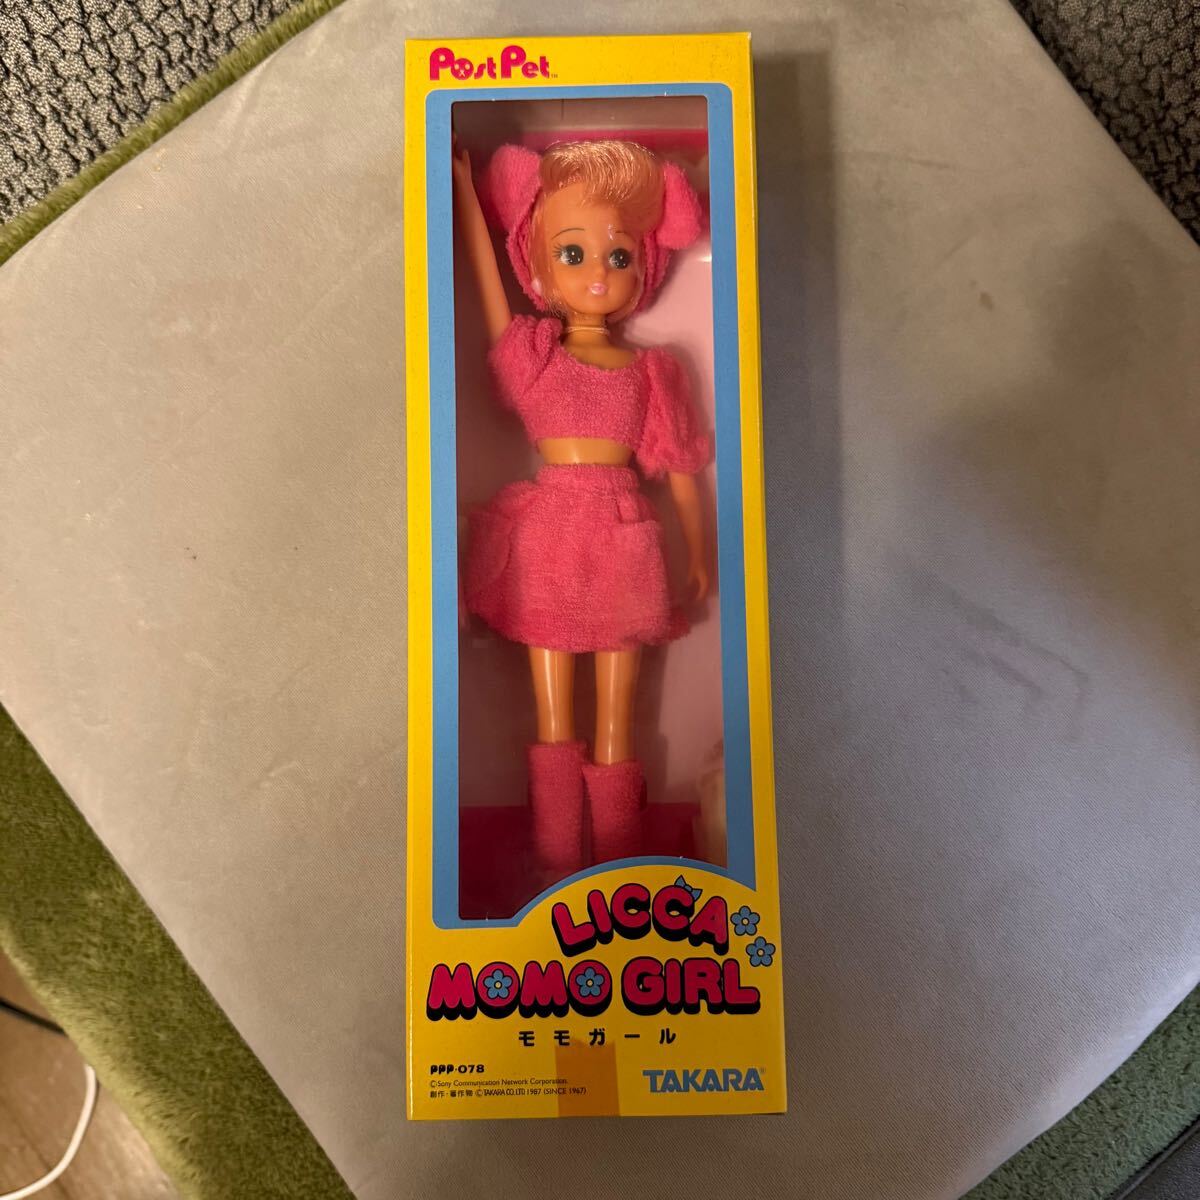 PostPet™
LICCA
MOMO GIRL
モモガール
PPP-078
©Sony Communication Network Corporation.
創作・著作物 ©TAKARA CO.,LTD 1987 (SINCE 1967)
TAKARA®